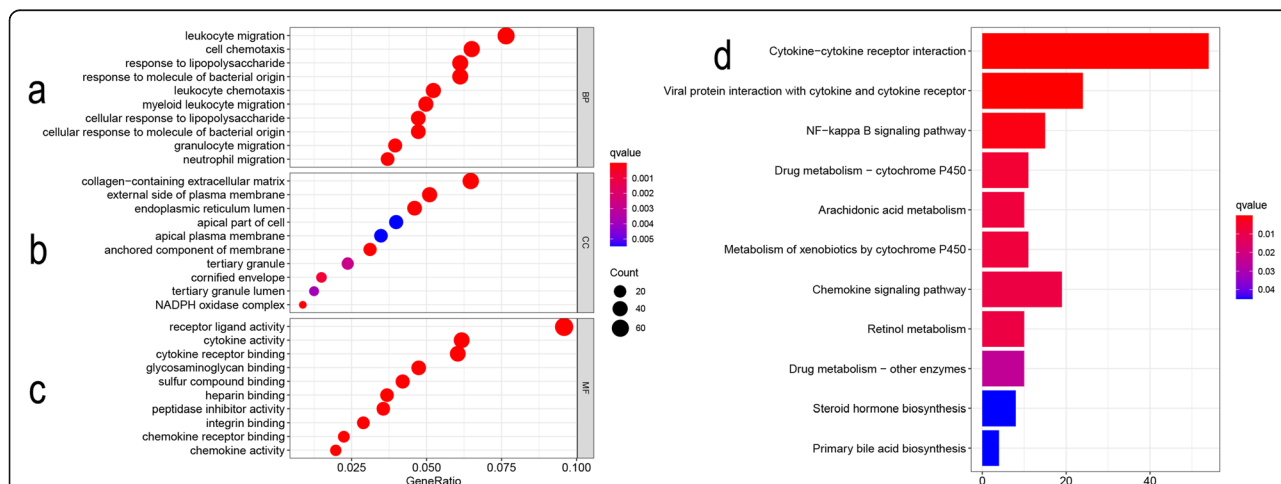 a
leukocyte migration
cell chemotaxis
response to lipopolysaccharide
response to molecule of bacterial origin
leukocyte chemotaxis
myeloid leukocyte migration
cellular response to lipopolysaccharide
cellular response to molecule of bacterial origin
granulocyte migration
neutrophil migration
BP
b
collagen-containing extracellular matrix
external side of plasma membrane
endoplasmic reticulum lumen
apical part of cell
apical plasma membrane
anchored component of membrane
tertiary granule
cornified envelope
tertiary granule lumen
NADPH oxidase complex
CC
c
receptor ligand activity
cytokine activity
cytokine receptor binding
glycosaminoglycan binding
sulfur compound binding
heparin binding
peptidase inhibitor activity
integrin binding
chemokine receptor binding
chemokine activity
MF
0.025 0.050 0.075 0.100
GeneRatio
qvalue
0.001
0.002
0.003
0.004
0.005
Count
20
40
60
d
Cytokine−cytokine receptor interaction
Viral protein interaction with cytokine and cytokine receptor
NF−kappa B signaling pathway
Drug metabolism − cytochrome P450
Arachidonic acid metabolism
Metabolism of xenobiotics by cytochrome P450
Chemokine signaling pathway
Retinol metabolism
Drug metabolism − other enzymes
Steroid hormone biosynthesis
Primary bile acid biosynthesis
0 20 40
qvalue
0.01
0.02
0.03
0.04